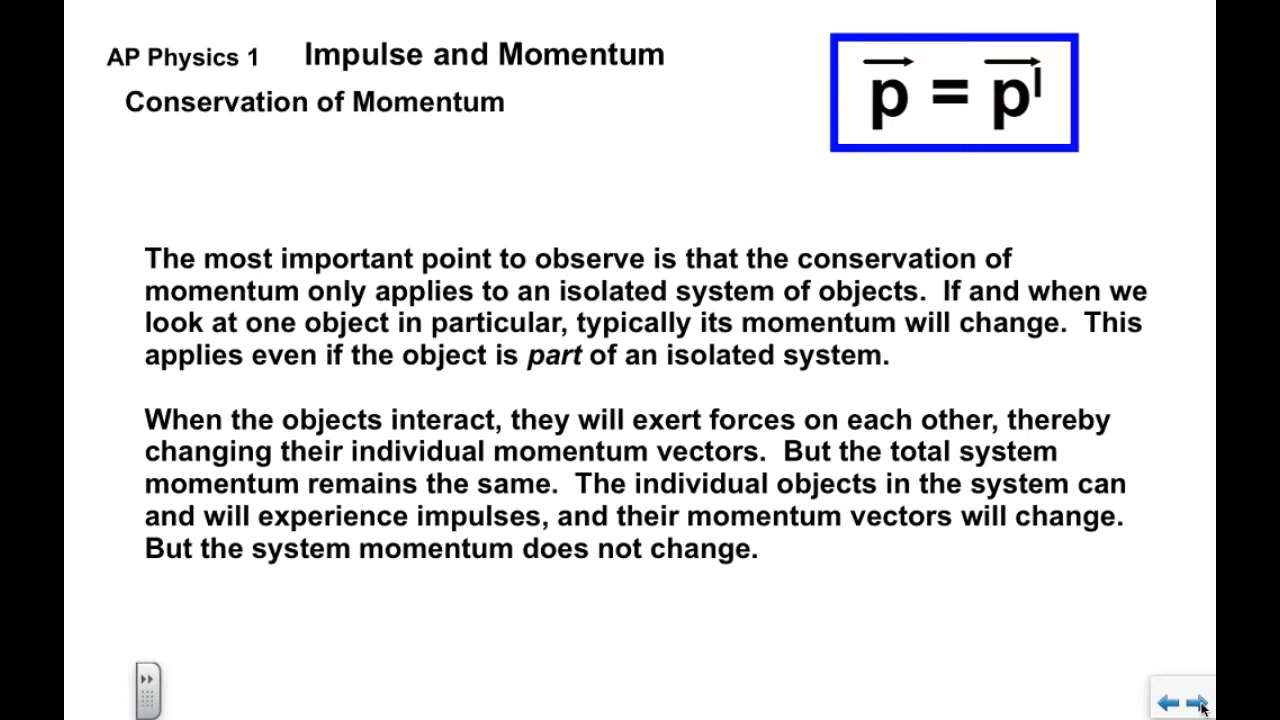 AP Physics 1 Impulse and Momentum
Conservation of Momentum
p = p|
The most important point to observe is that the conservation of
momentum only applies to an isolated system of objects. If and when we
look at one object in particular, typically its momentum will change. This
applies even if the object is part of an isolated system.
When the objects interact, they will exert forces on each other, thereby
changing their individual momentum vectors. But the total system
momentum remains the same. The individual objects in the system can
and will experience impulses, and their momentum vectors will change.
But the system momentum does not change.